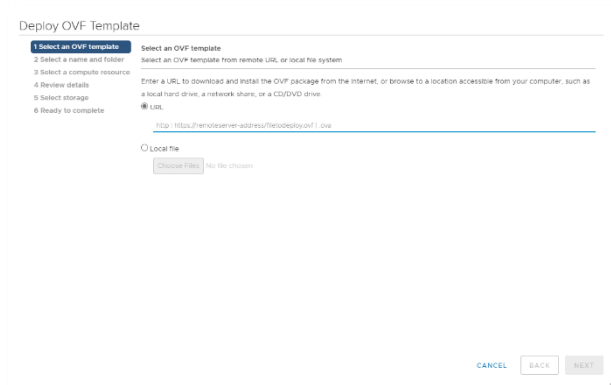 Deploy OVF Template
1 Select an OVF template
2 Select a name and folder
3 Select a compute resource
4 Review details
5 Select storage
6 Ready to complete
Select an OVF template
Select an OVF template from remote URL or local file system
Enter a URL to download and install the OVF package from the Internet, or browse to a location accessible from your computer, such as
a local hard drive, a network share, or a CD/DVD drive.
URL
http | https://remoteserver-address/filetodeploy.ovf | .ova
Local file
Choose Files No file chosen
CANCEL
BACK
NEXT